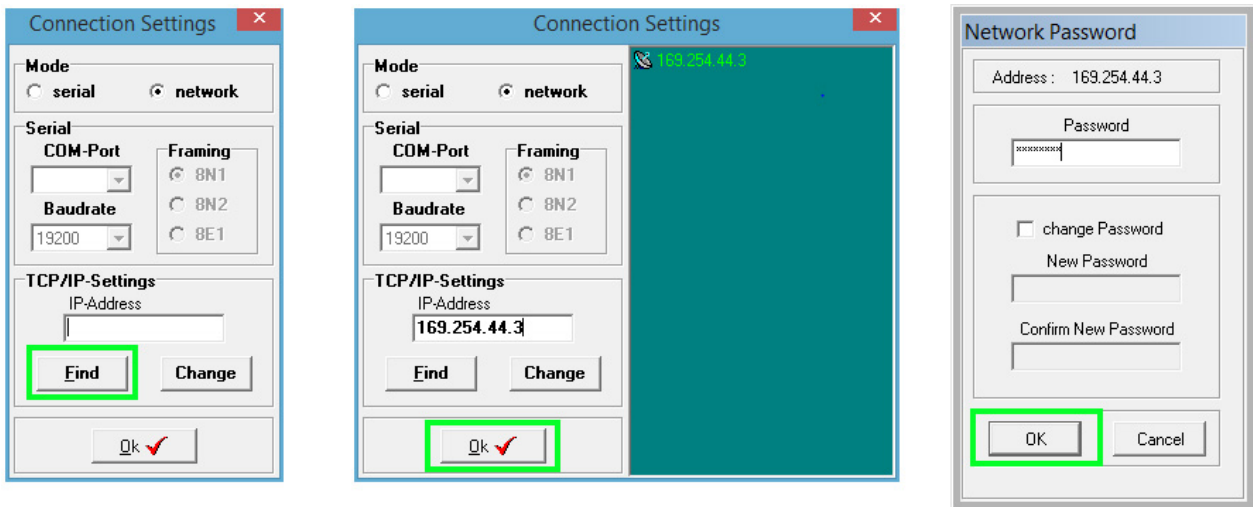 Connection Settings
Mode
serial network
Serial
COM-Port Framing
8N1
Baudrate 8N2
19200 8E1
TCP/IP-Settings
IP-Address
Find Change
Ok
Connection Settings
169.254.44.3
Mode
serial network
Serial
COM-Port Framing
8N1
Baudrate 8N2
19200 8E1
TCP/IP-Settings
IP-Address
169.254.44.3
Find Change
Ok
Network Password
Address : 169.254.44.3
Password
××××××××
change Password
New Password
Confirm New Password
OK Cancel